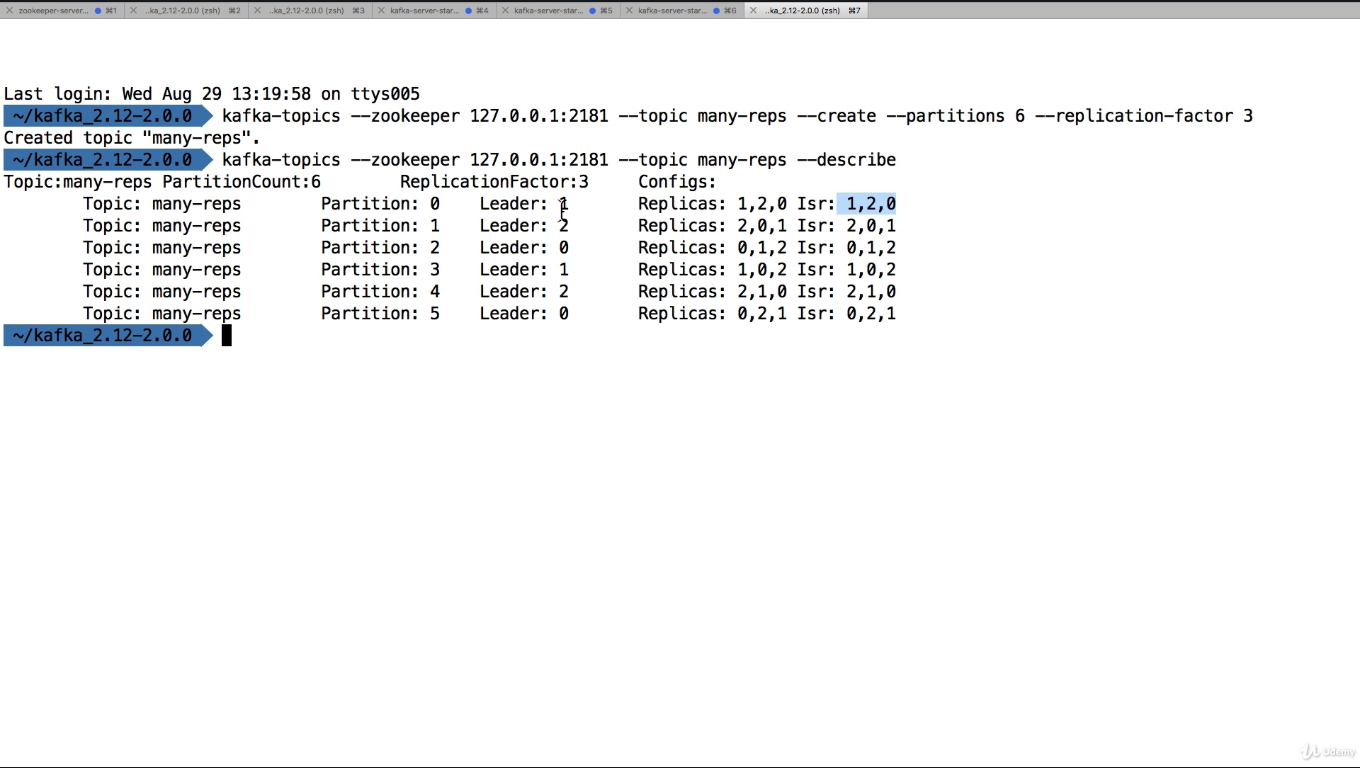 zookeeper-server... ⌘1 ..ka_2.12-2.0.0 (zsh) ⌘2 ..ka_2.12-2.0.0 (zsh) ⌘3 kafka-server-star... ⌘4 kafka-server-star... ⌘5 kafka-server-star... ⌘6 ..ka_2.12-2.0.0 (zsh) ⌘7
Last login: Wed Aug 29 13:19:58 on ttys005
~/kafka_2.12-2.0.0 kafka-topics --zookeeper 127.0.0.1:2181 --topic many-reps --create --partitions 6 --replication-factor 3
Created topic "many-reps".
~/kafka_2.12-2.0.0 kafka-topics --zookeeper 127.0.0.1:2181 --topic many-reps --describe
Topic:many-reps PartitionCount:6 ReplicationFactor:3 Configs:
Topic: many-reps Partition: 0 Leader: 1 Replicas: 1,2,0 Isr: 1,2,0
Topic: many-reps Partition: 1 Leader: 2 Replicas: 2,0,1 Isr: 2,0,1
Topic: many-reps Partition: 2 Leader: 0 Replicas: 0,1,2 Isr: 0,1,2
Topic: many-reps Partition: 3 Leader: 1 Replicas: 1,0,2 Isr: 1,0,2
Topic: many-reps Partition: 4 Leader: 2 Replicas: 2,1,0 Isr: 2,1,0
Topic: many-reps Partition: 5 Leader: 0 Replicas: 0,2,1 Isr: 0,2,1
~/kafka_2.12-2.0.0
Udemy